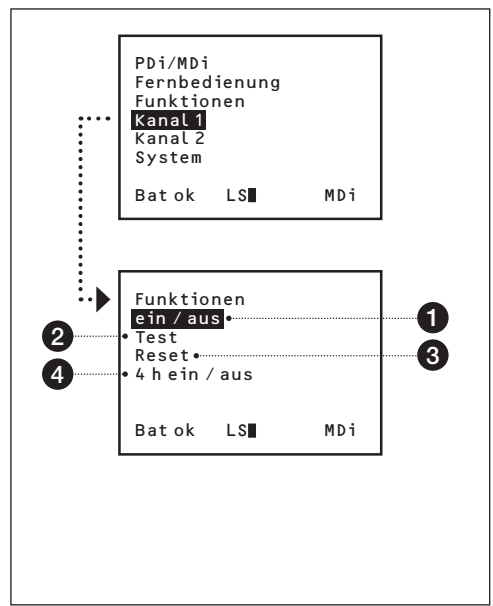 PDi/MDi
Fernbedienung
Funktionen
Kanal 1
Kanal 2
System
Bat ok LS MDi
Funktionen
ein / aus 1
2 Test
Reset 3
4 4 h ein / aus
Bat ok LS MDi